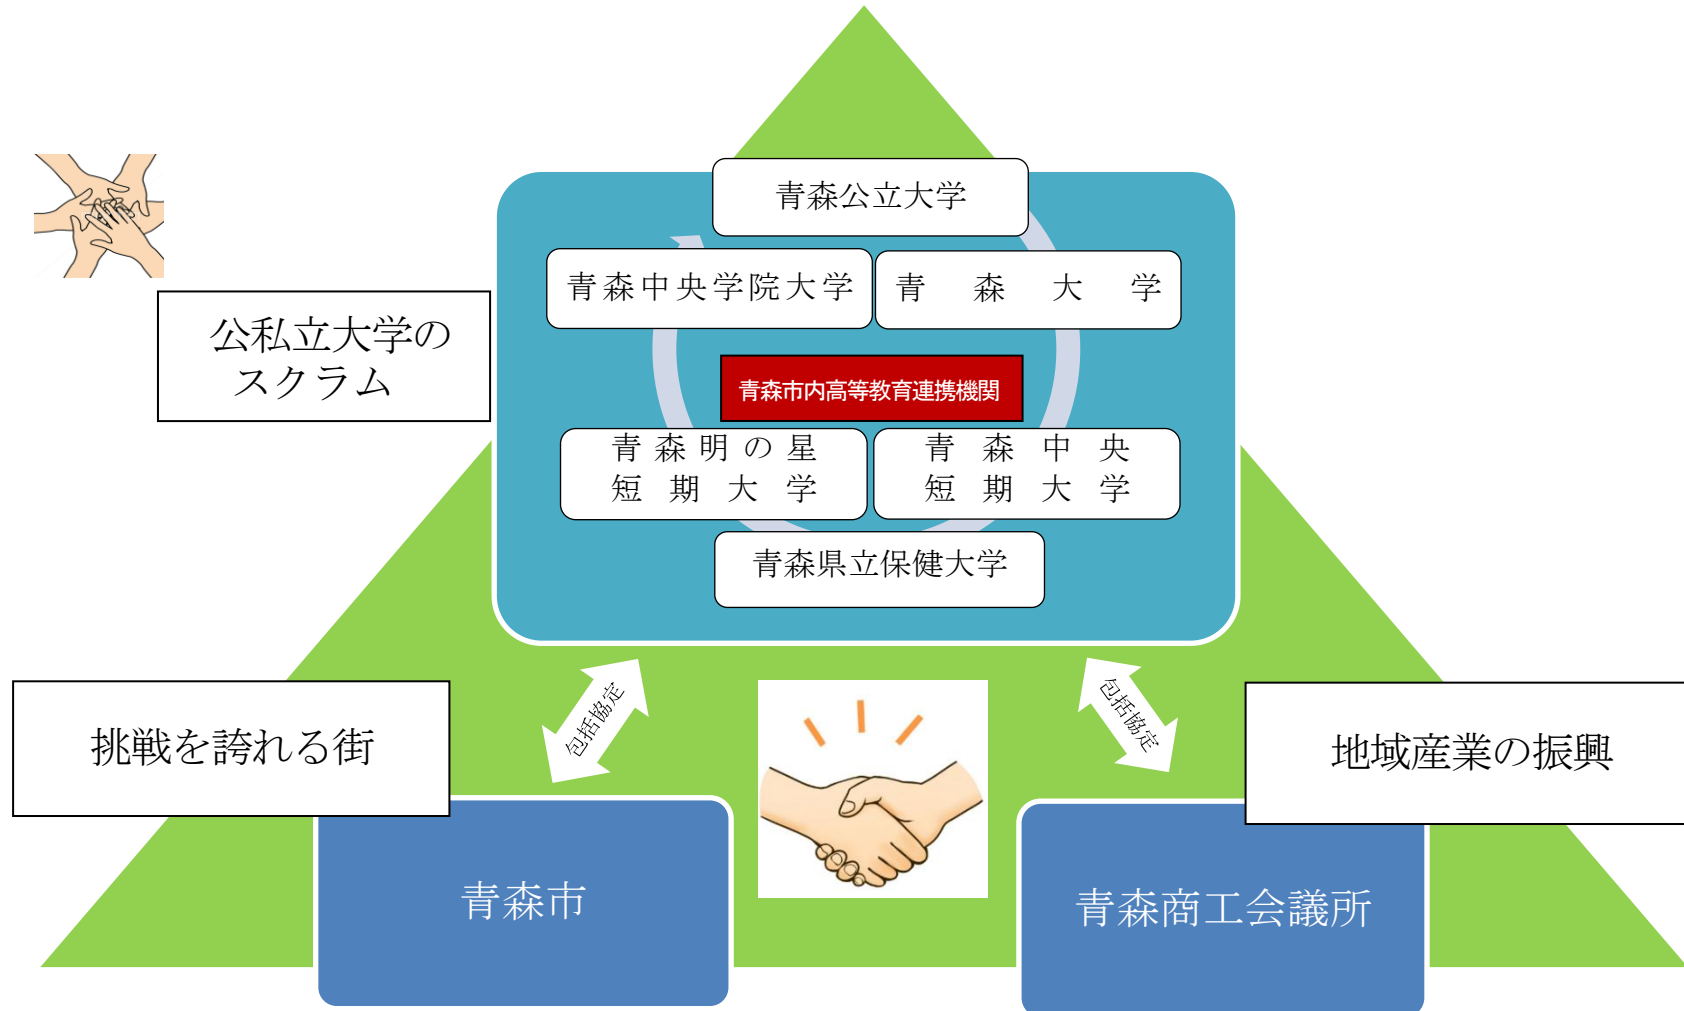 青森公立大学
青森中央学院大学
青森大学
公私立大学の
スクラム
青森市内高等教育連携機関
青森明の星
短期大学
青森中央
短期大学
青森県立保健大学
包括協定
包括協定
挑戦を誇れる街
地域産業の振興
青森市
青森商工会議所